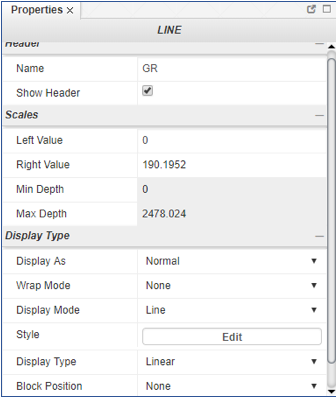 Properties ×
LINE
Header
Name GR
Show Header
Scales
Left Value 0
Right Value 190.1952
Min Depth 0
Max Depth 2478.024
Display Type
Display As Normal
Wrap Mode None
Display Mode Line
Style Edit
Display Type Linear
Block Position None